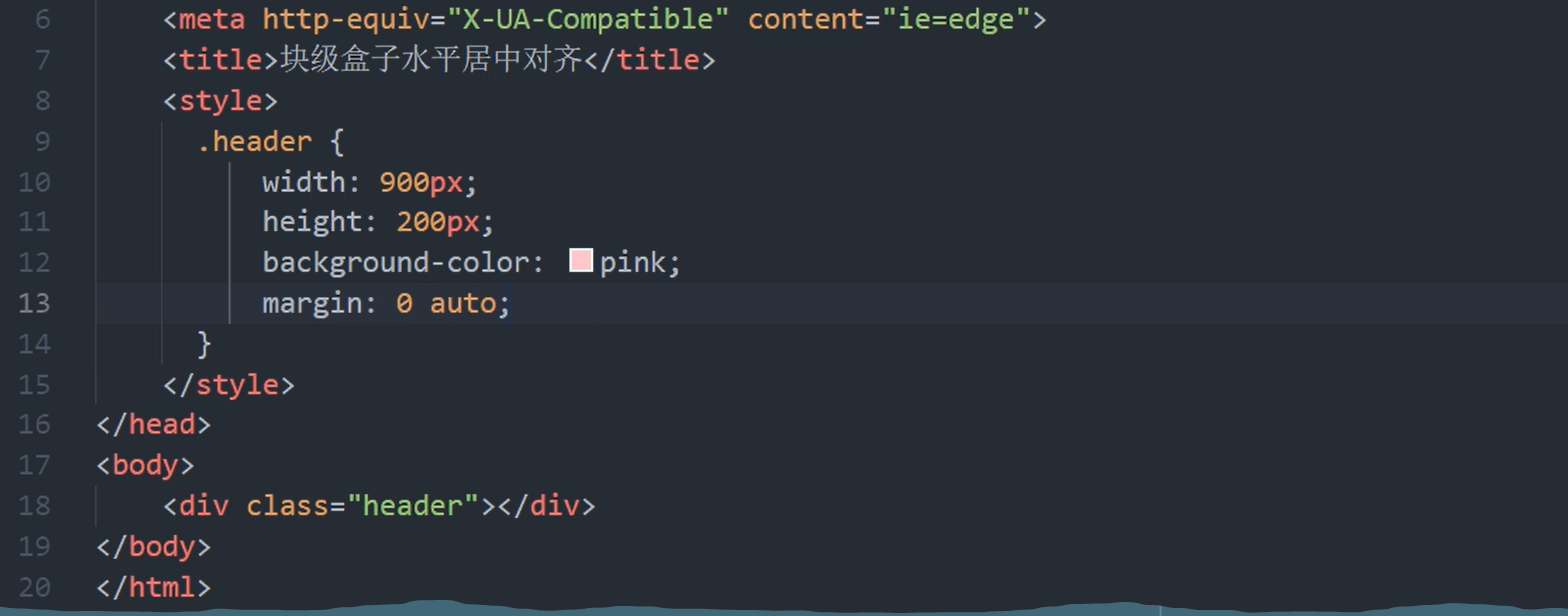 6 <meta http-equiv="X-UA-Compatible" content="ie=edge">
7 <title>块级盒子水平居中对齐</title>
8 <style>
9 .header {
10 width: 900px;
11 height: 200px;
12 background-color: pink;
13 margin: 0 auto;
14 }
15 </style>
16 </head>
17 <body>
18 <div class="header"></div>
19 </body>
20 </html>